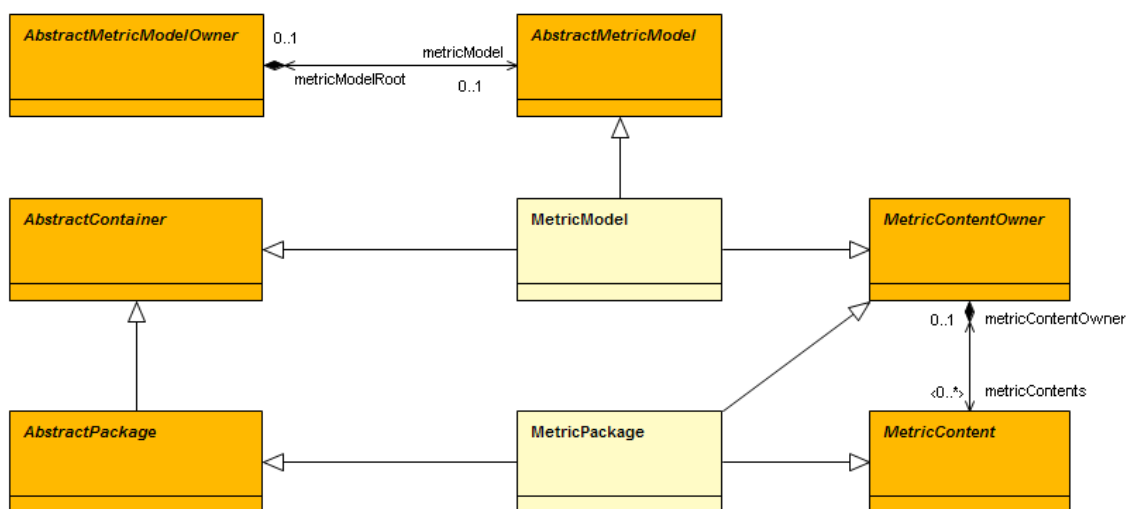 AbstractMetricModelOwner
0..1
metricModel
metricModelRoot
0..1
AbstractMetricModel
AbstractContainer
MetricModel
MetricContentOwner
0..1
metricContentOwner
<0..*>
metricContents
AbstractPackage
MetricPackage
MetricContent